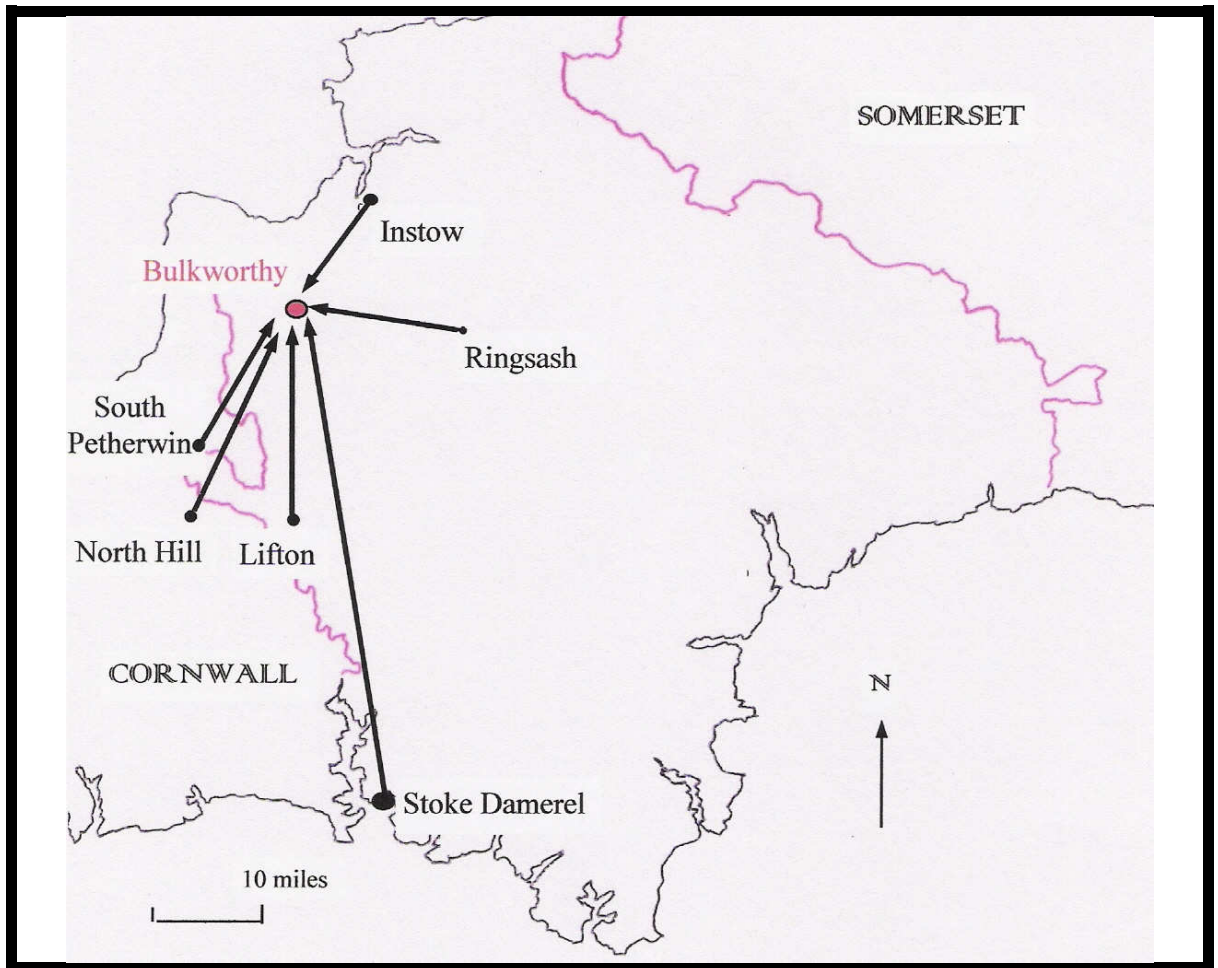 SOMERSET
Instow
Bulkworthy
Ringsash
South
Petherwin
North Hill
Lifton
CORNWALL
N
Stoke Damerel
10 miles